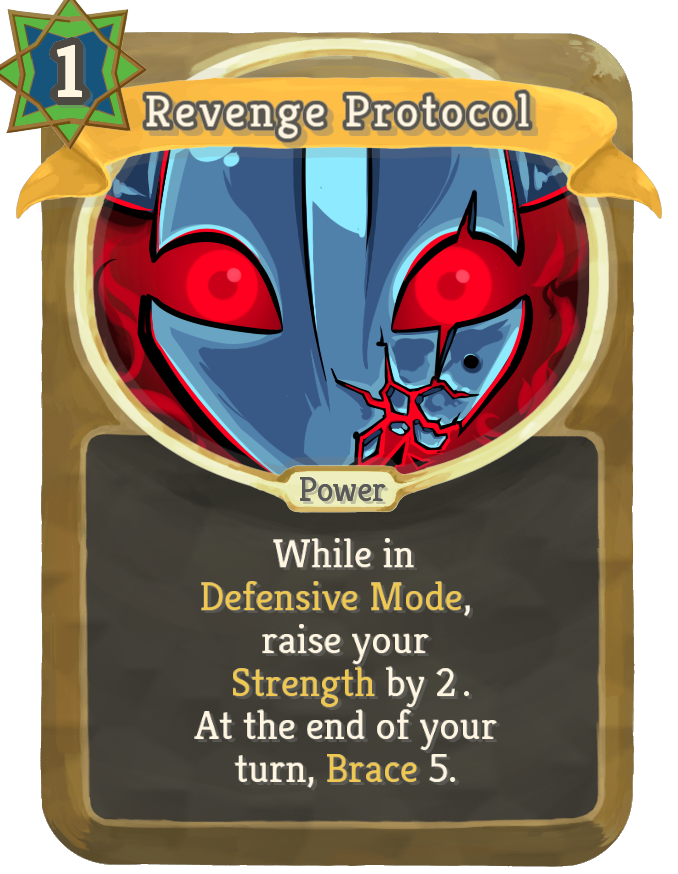 1
Revenge Protocol
Power
While in
Defensive Mode,
raise your
Strength by 2.
At the end of your
turn, Brace 5.